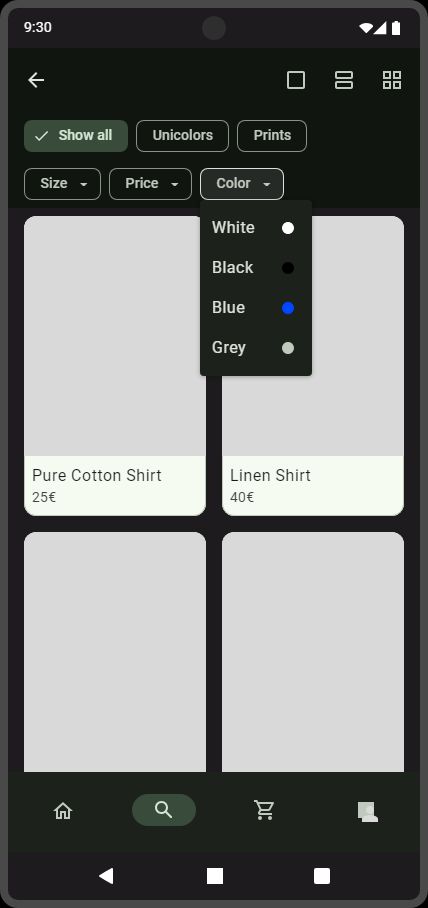 9:30
Show all
Unicolors
Prints
Size
Price
Color
White
Black
Blue
Grey
Pure Cotton Shirt
25€
Linen Shirt
40€